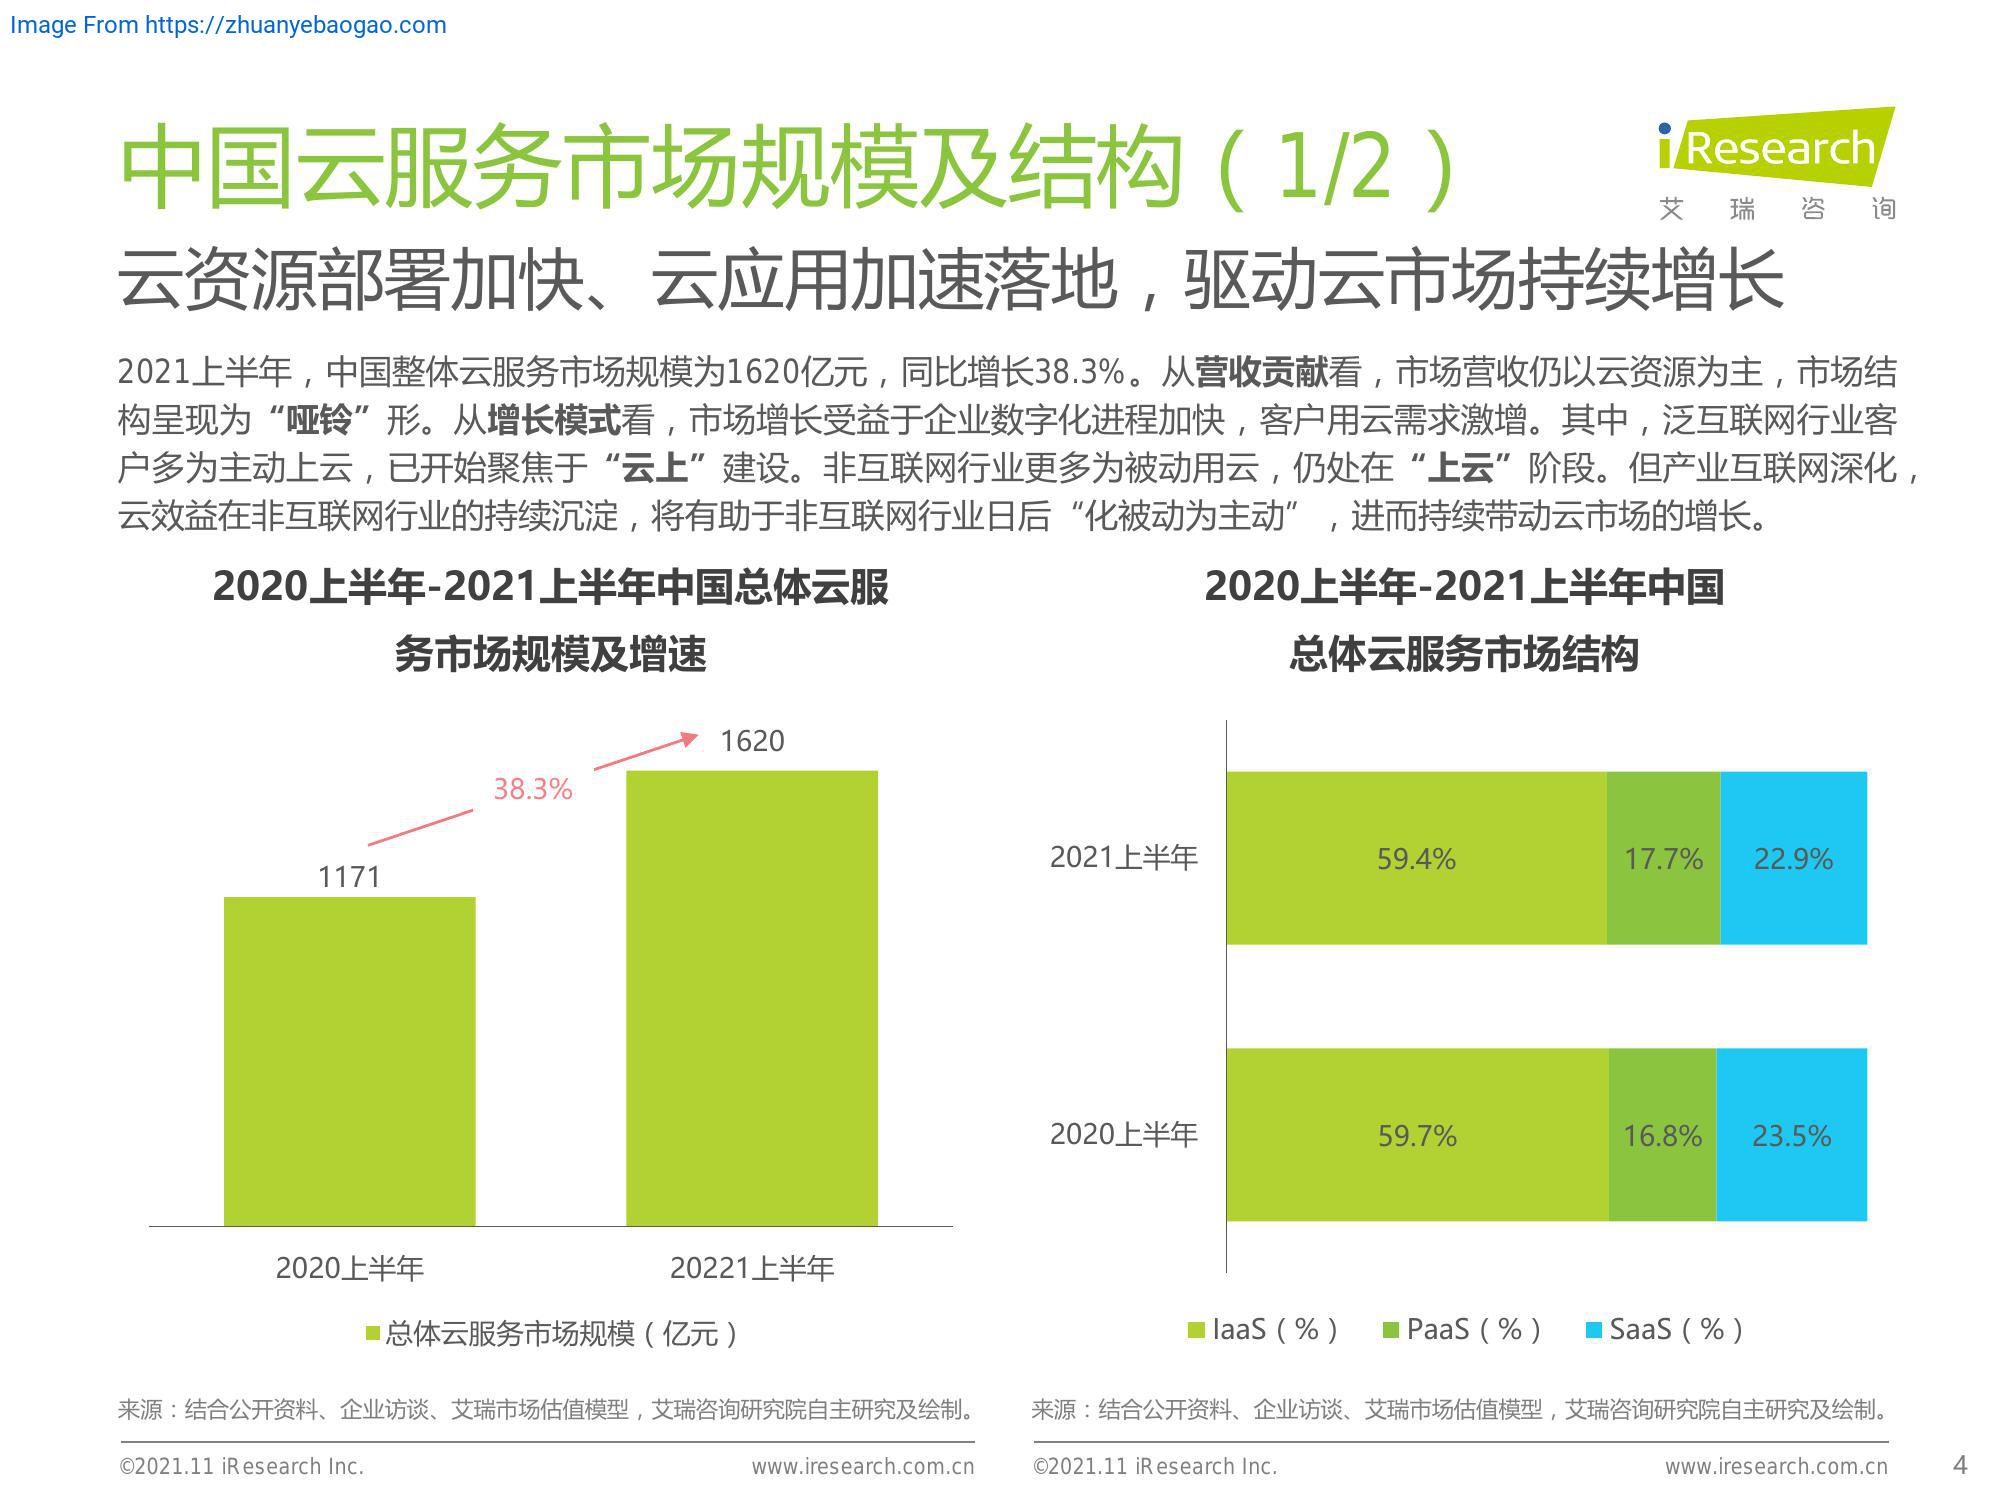 Image From https://zhuanyebaogao.com
中国云服务市场规模及结构（1/2）
iResearch
艾 瑞 咨 询
云资源部署加快、云应用加速落地，驱动云市场持续增长
2021上半年，中国整体云服务市场规模为1620亿元，同比增长38.3%。从营收贡献看，市场营收仍以云资源为主，市场结
构呈现为“哑铃”形。从增长模式看，市场增长受益于企业数字化进程加快，客户用云需求激增。其中，泛互联网行业客
户多为主动上云，已开始聚焦于“云上”建设。非互联网行业更多为被动用云，仍处在“上云”阶段。但产业互联网深化，
云效益在非互联网行业的持续沉淀，将有助于非互联网行业日后“化被动为主动”，进而持续带动云市场的增长。
2020上半年-2021上半年中国总体云服
务市场规模及增速
1620
38.3%
1171
2020上半年
20221上半年
总体云服务市场规模（亿元）
来源：结合公开资料、企业访谈、艾瑞市场估值模型，艾瑞咨询研究院自主研究及绘制。
©2021.11 iResearch Inc.
www.iresearch.com.cn
2020上半年-2021上半年中国
总体云服务市场结构
2021上半年
59.4%
17.7%
22.9%
2020上半年
59.7%
16.8%
23.5%
IaaS（%）
PaaS（%）
SaaS（%）
来源：结合公开资料、企业访谈、艾瑞市场估值模型，艾瑞咨询研究院自主研究及绘制。
©2021.11 iResearch Inc.
www.iresearch.com.cn
4